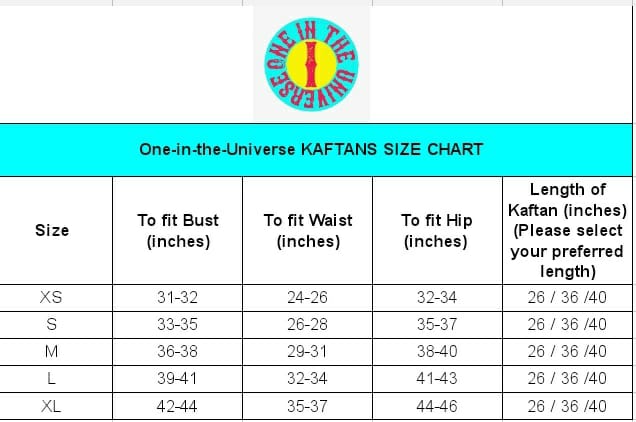 ONE IN THE UNIVERSE
1
One-in-the-Universe KAFTANS SIZE CHART
Size
To fit Bust
(inches)
To fit Waist
(inches)
To fit Hip
(inches)
Length of
Kaftan (inches)
(Please select
your preferred
length)
XS 31-32 24-26 32-34 26 / 36 /40
S 33-35 26-28 35-37 26 / 36 /40
M 36-38 29-31 38-40 26 / 36 /40
L 39-41 32-34 41-43 26 / 36 /40
XL 42-44 35-37 44-46 26 / 36 /40